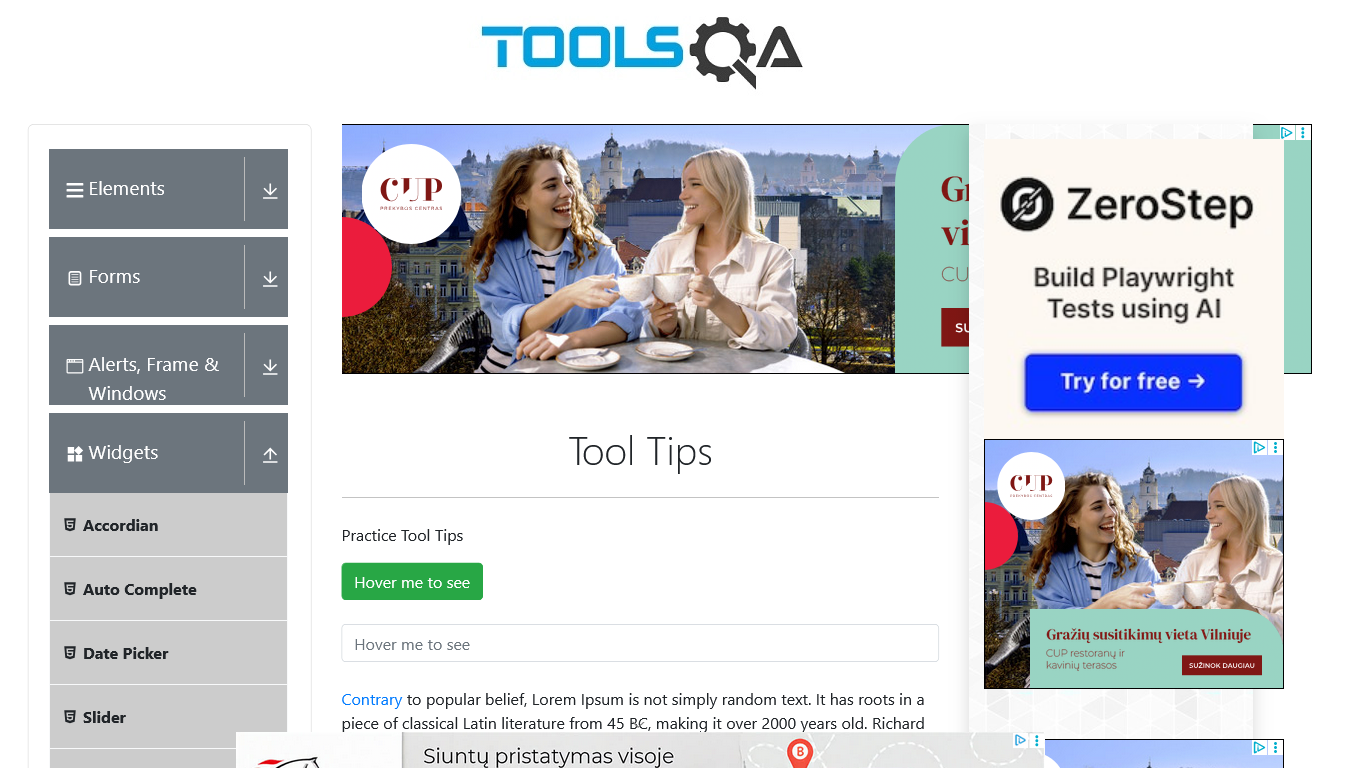 TOOLSQA
Elements
Forms
Alerts, Frame &
Windows
Widgets
Accordian
Auto Complete
Date Picker
Slider
CUP
PREKYBOS CENTRAS
CUP
ZeroStep
Build Playwright
Tests using AI
Try for free →
Tool Tips
Practice Tool Tips
Hover me to see
Hover me to see
Contrary to popular belief, Lorem Ipsum is not simply random text. It has roots in a
piece of classical Latin literature from 45 BC, making it over 2000 years old. Richard
CUP
PREKYBOS CENTRAS
Gražių susitikimų vieta Vilniuje
CUP restoranų ir
kavinių terasos
SUŽINOK DAUGIAU
Siuntų pristatymas visoje
B